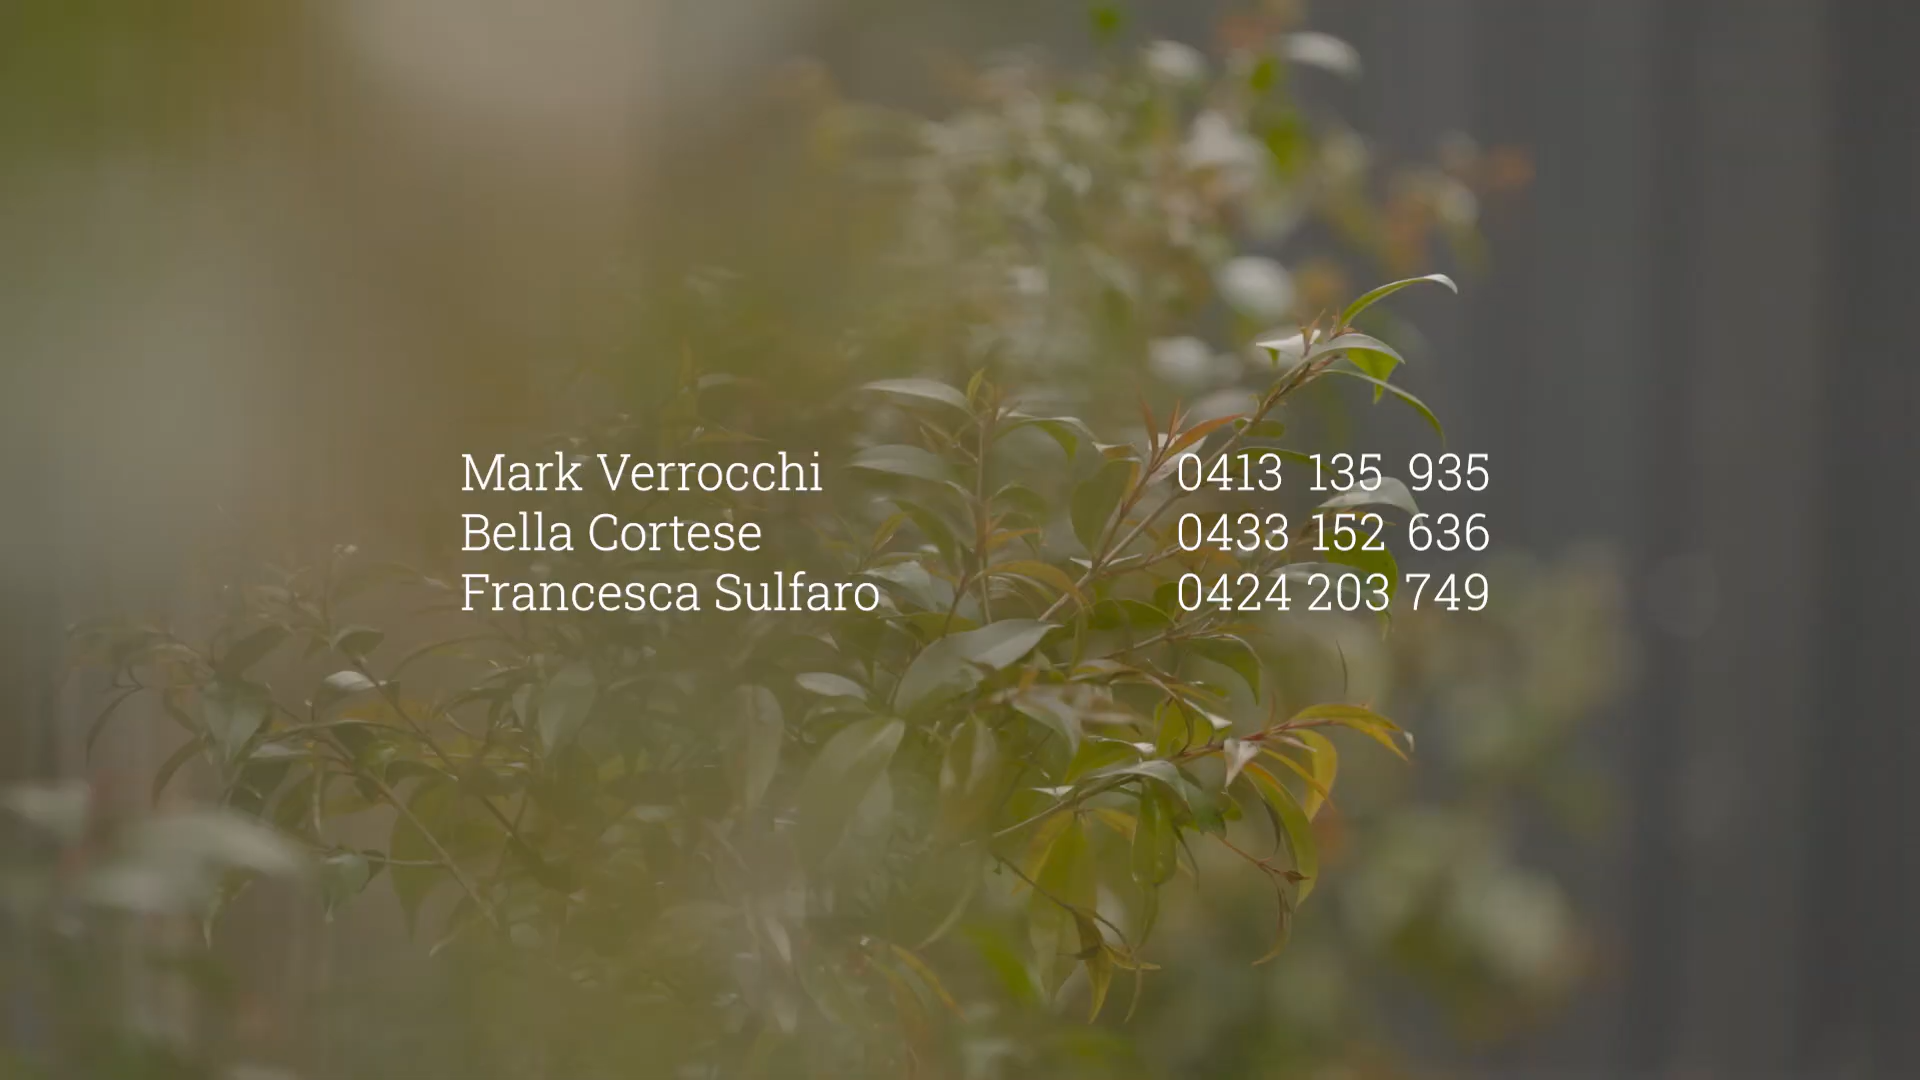 Mark Verrocchi 0413 135 935
Bella Cortese 0433 152 636
Francesca Sulfaro 0424 203 749